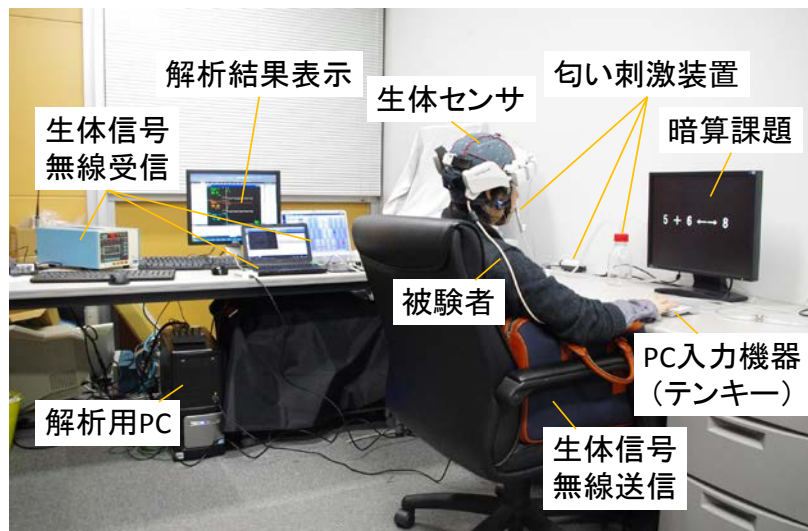 解析結果表示
生体センサ
匂い刺激装置
生体信号
無線受信
暗算課題
5 + 6 ←→ 8
被験者
PC入力機器
(テンキー)
解析用PC
生体信号
無線送信